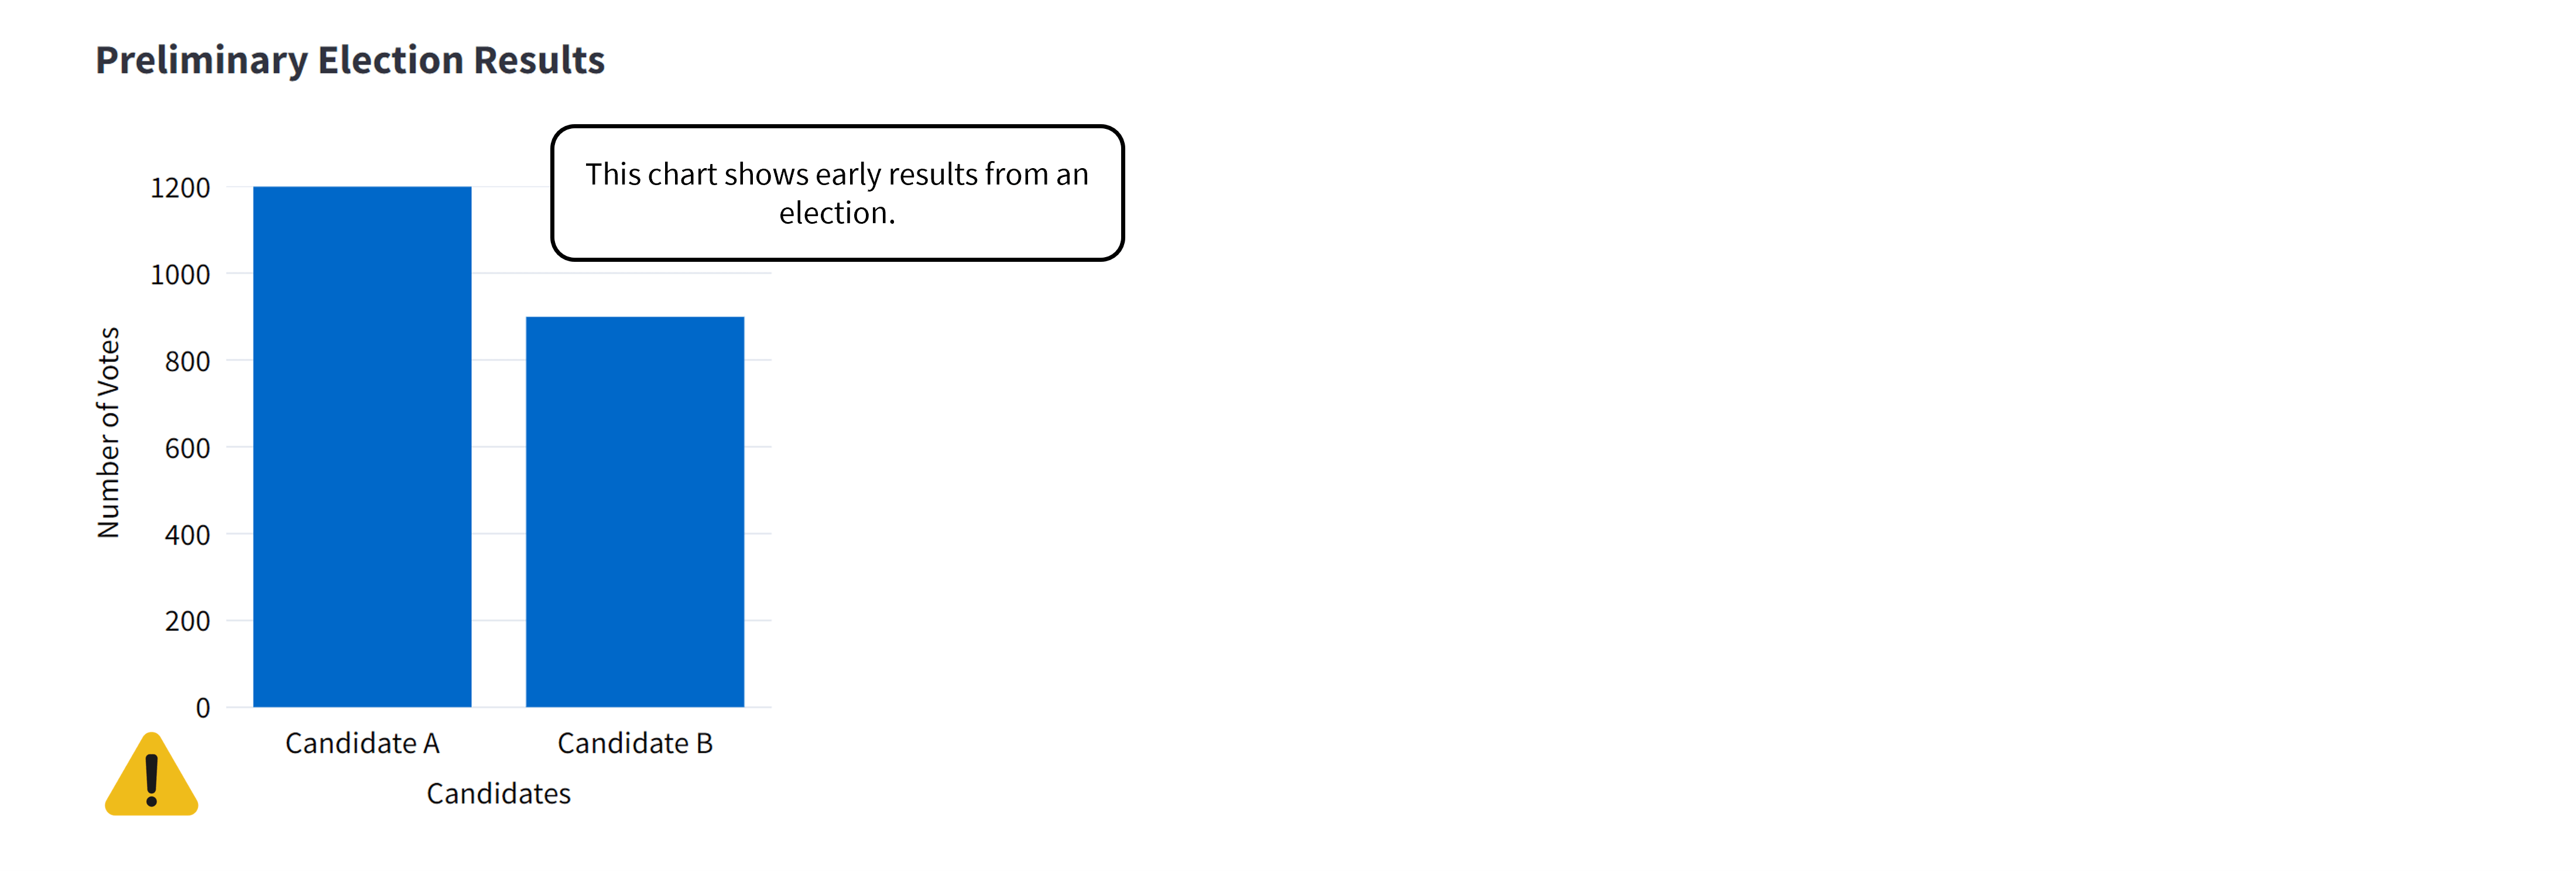 Preliminary Election Results
This chart shows early results from an
election.
1200
1000
800
600
400
200
0
Number of Votes
Candidate A
Candidate B
Candidates